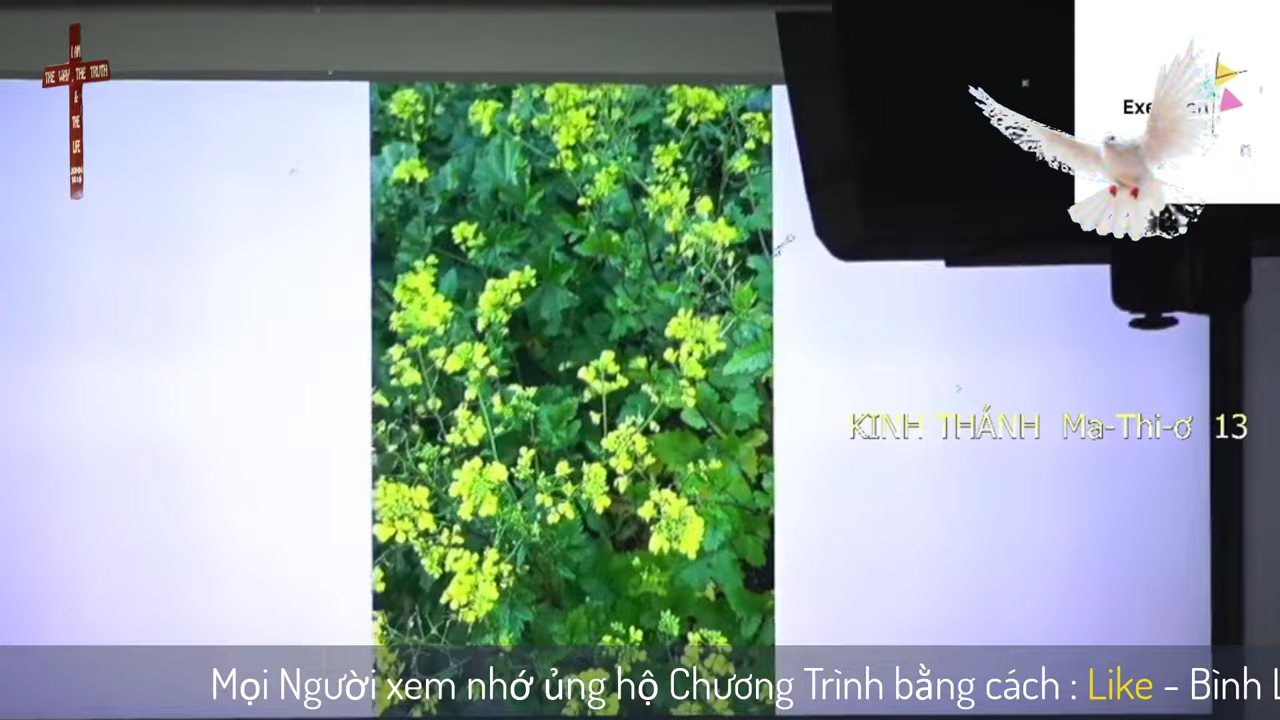 I AM
THE WAY, THE TRUTH
&
THE
LIFE
JOHN
KINH THÁNH Ma-Thi-ơ 13
Mọi Người xem nhớ ủng hộ Chương Trình bằng cách : Like - Bình